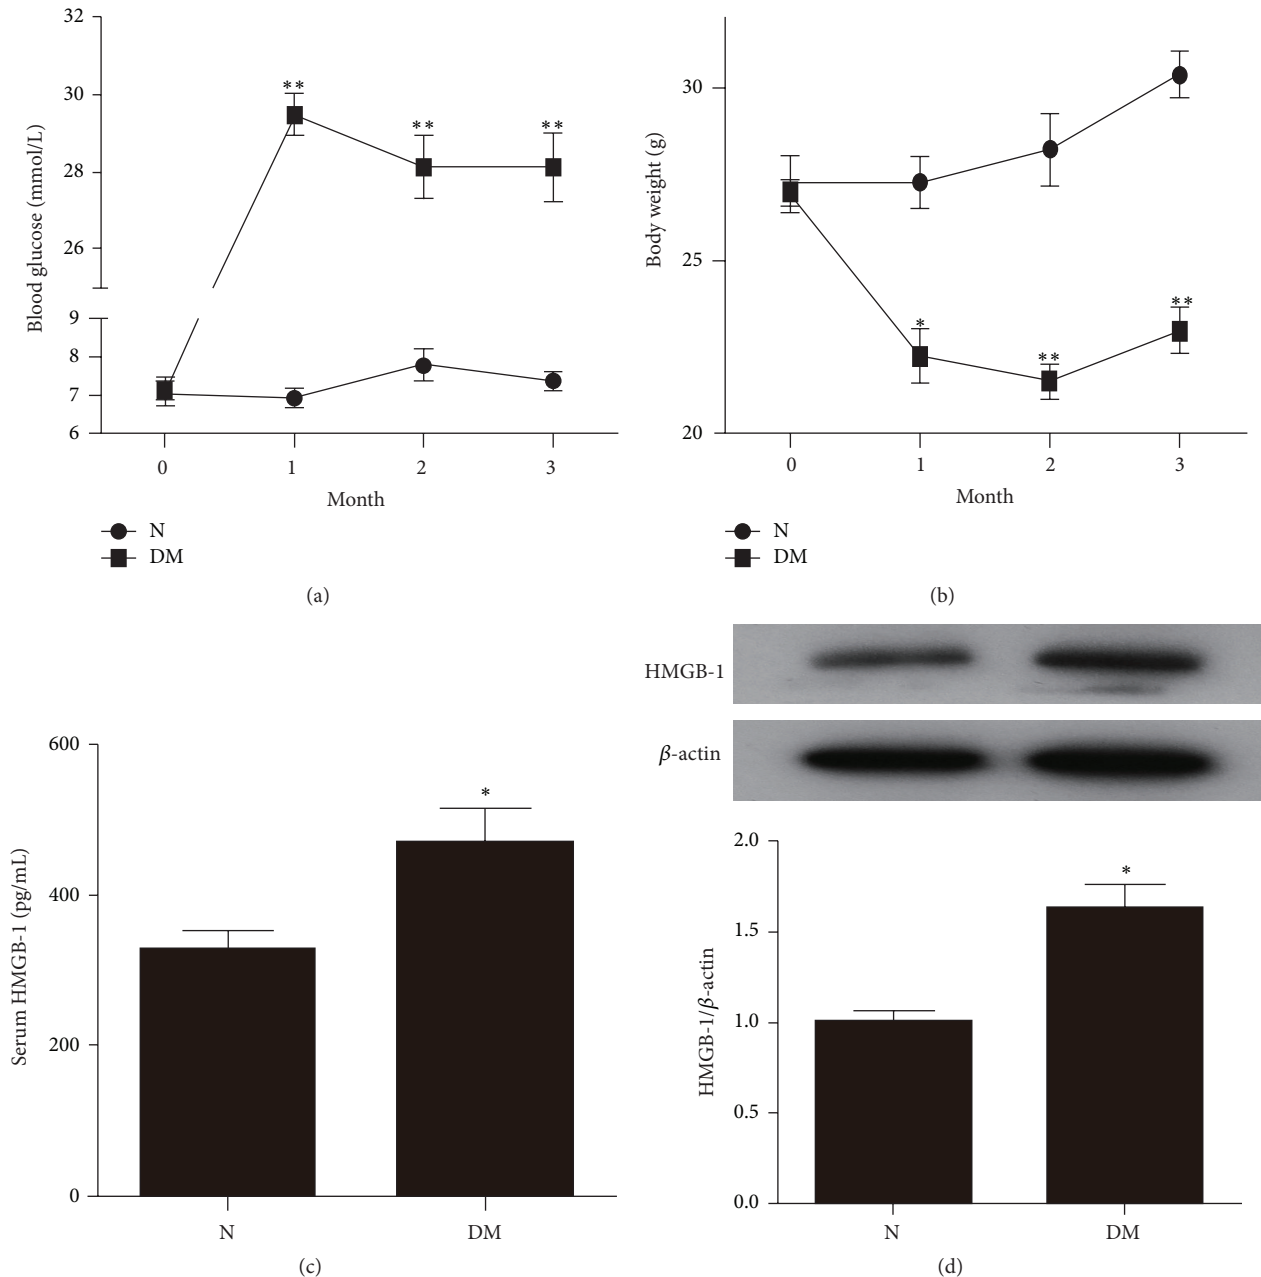 32
30
28
26
9
8
7
6
Blood glucose (mmol/L)
**
**
**
0 1 2 3
Month
N
DM
(a)
30
25
20
Body weight (g)
*
**
**
0 1 2 3
Month
N
DM
(b)
600
400
200
0
Serum HMGB-1 (pg/mL)
*
N DM
(c)
HMGB-1
β-actin
2.0
1.5
1.0
0.5
0.0
HMGB-1/β-actin
*
N DM
(d)